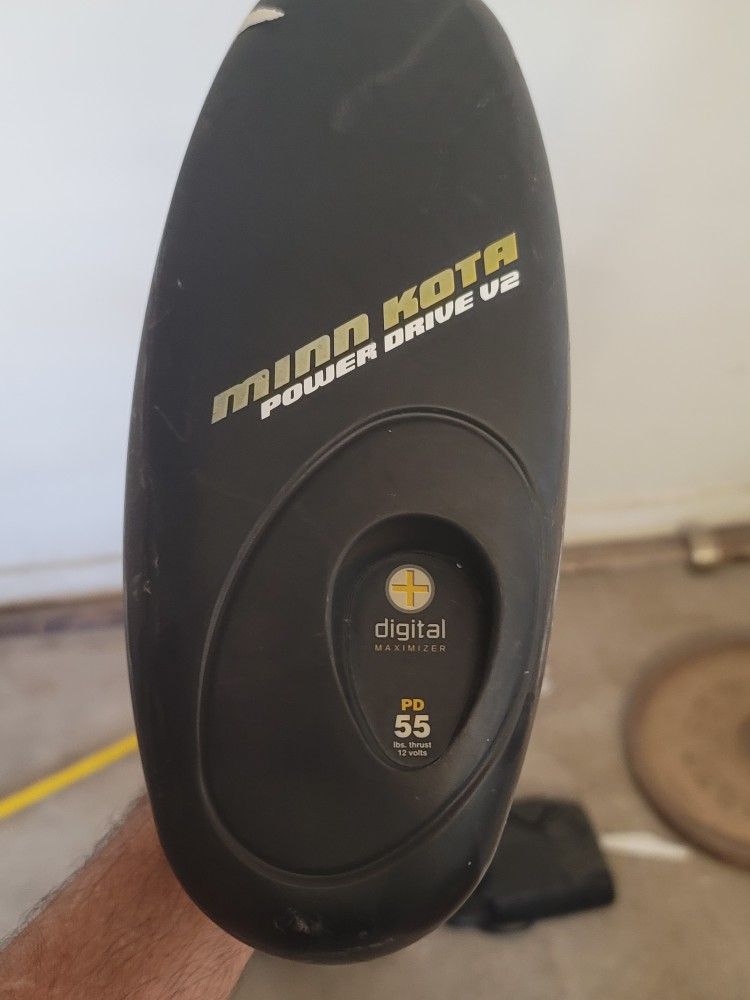 MINN KOTA
POWER DRIVE V2
digital
MAXIMIZER
PD
55
lbs. thrust
12 volts